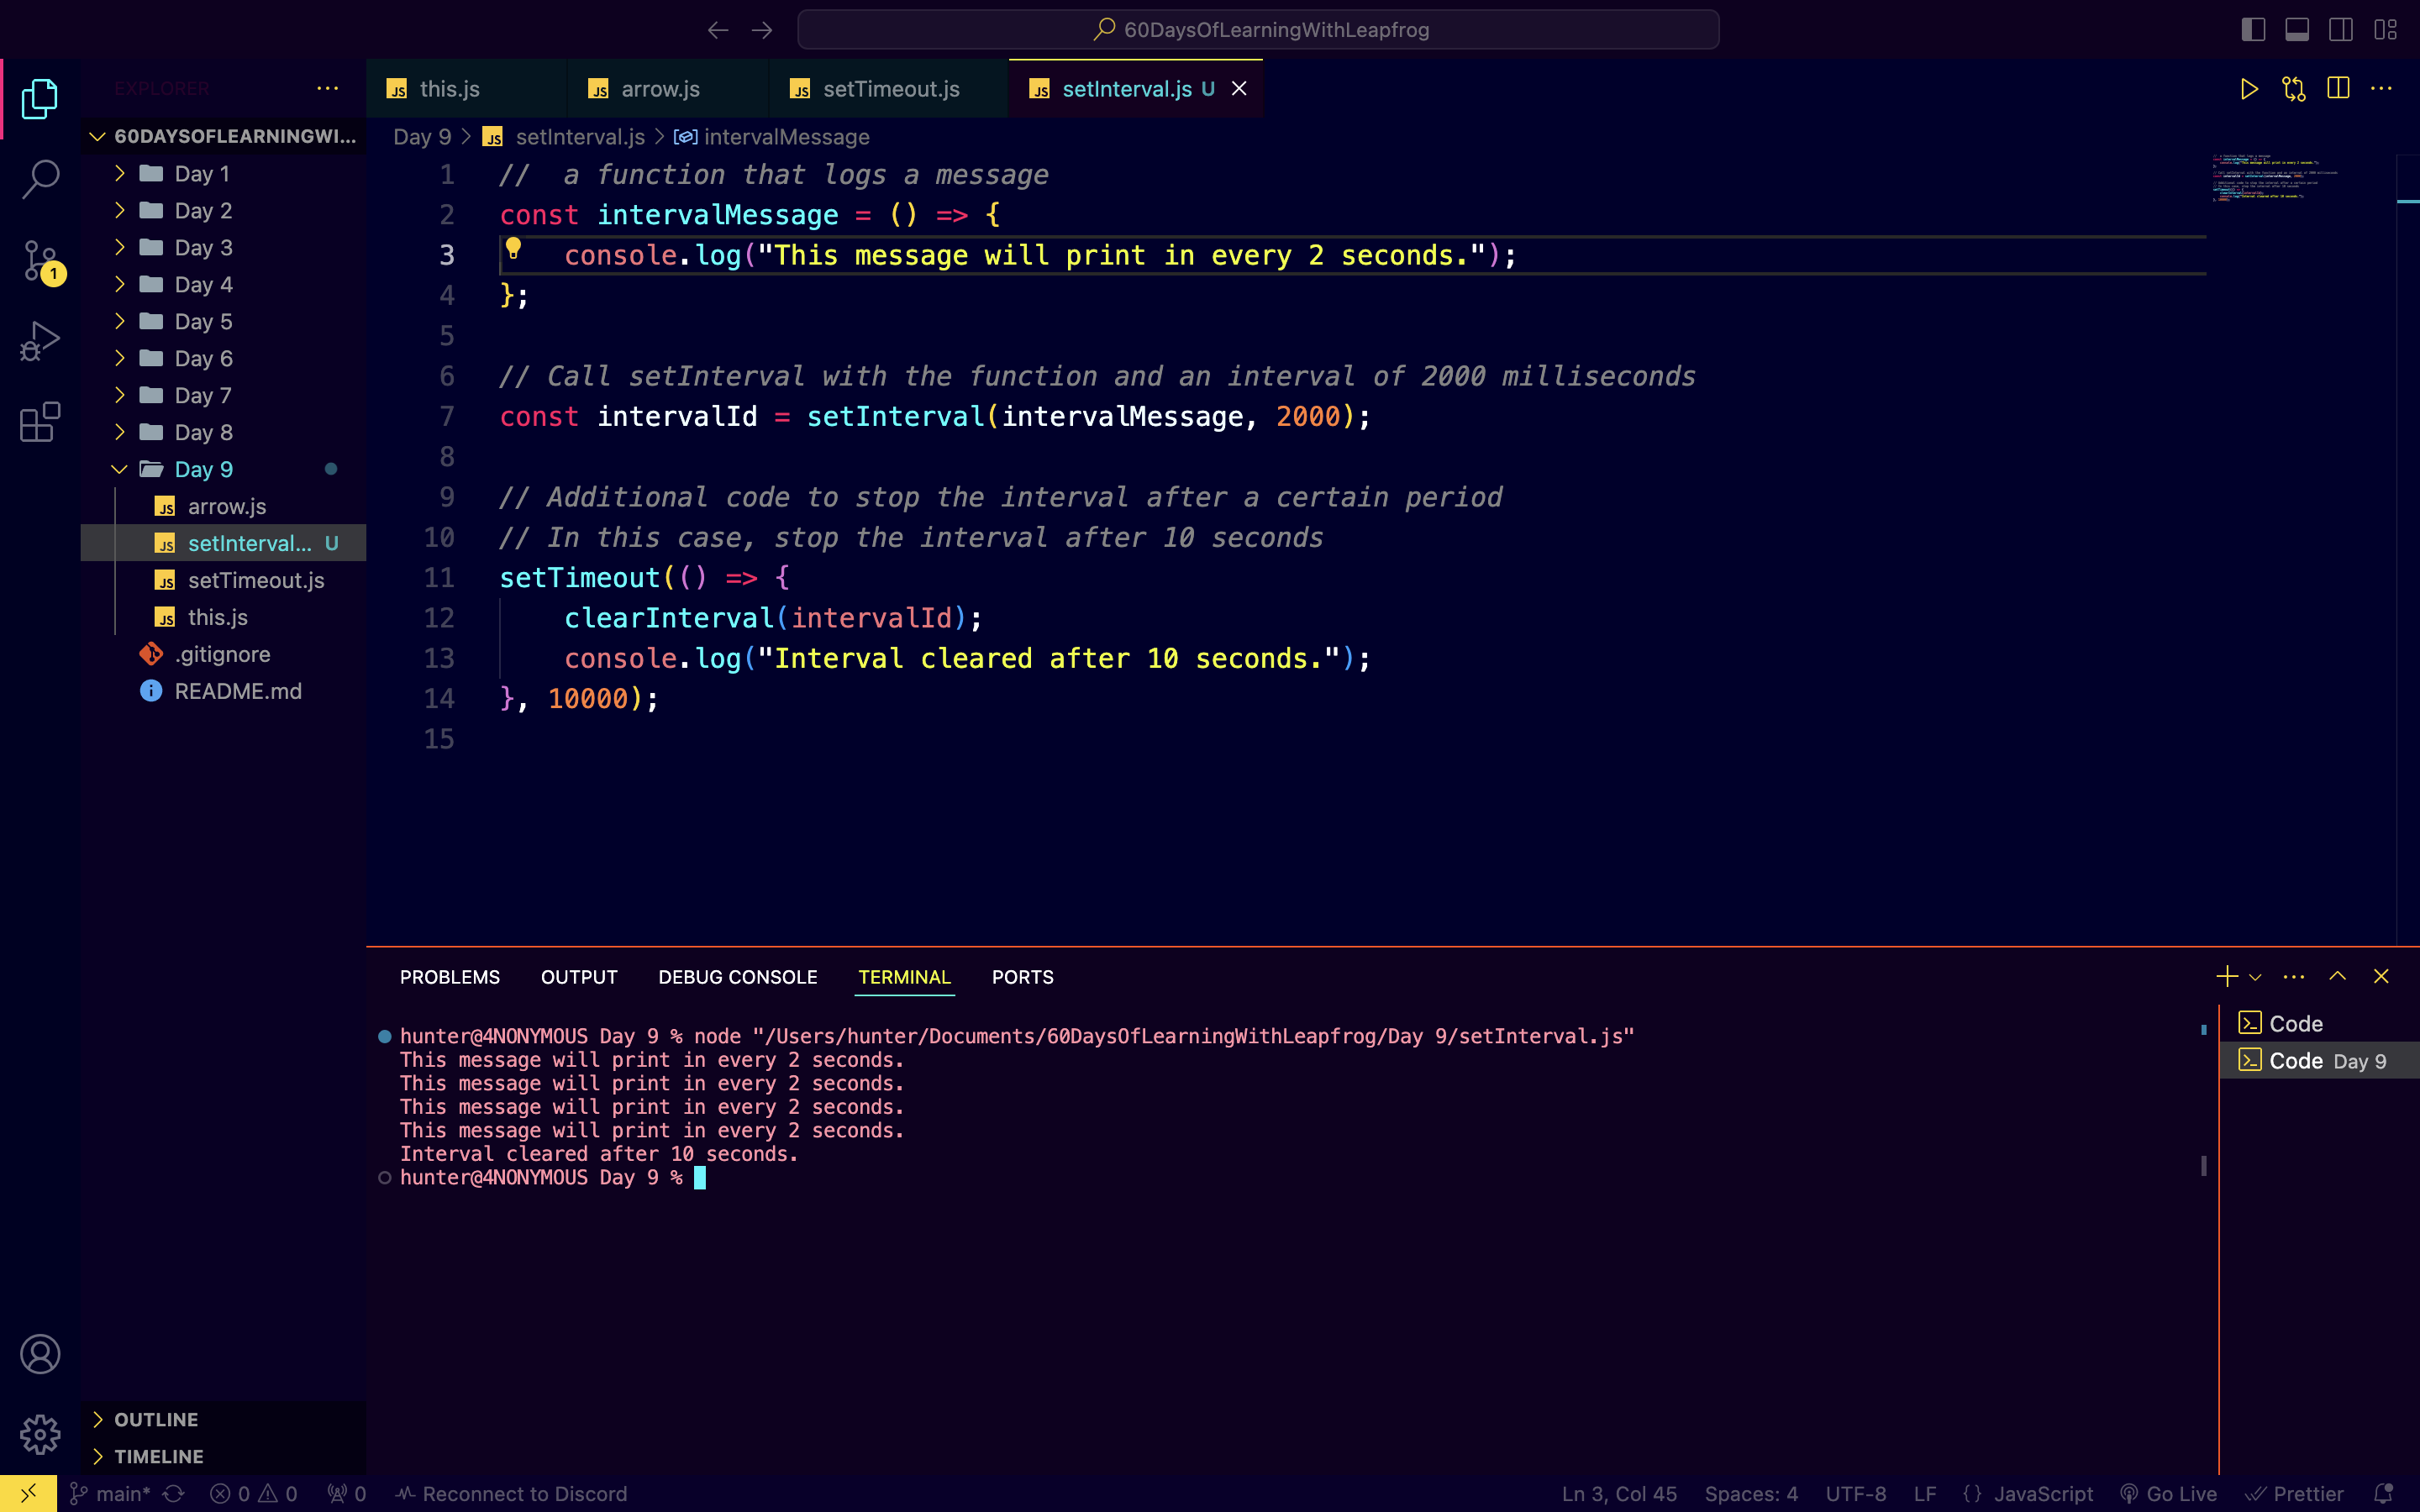 60DaysOfLearningWithLeapfrog
EXPLORER
this.js
arrow.js
setTimeout.js
setInterval.js U
60DAYSOFLEARNINGWI...
Day 1
Day 2
Day 3
Day 4
Day 5
Day 6
Day 7
Day 8
Day 9
arrow.js
setInterval... U
setTimeout.js
this.js
.gitignore
README.md
OUTLINE
TIMELINE
1
Day 9 > setInterval.js > intervalMessage
1 //  a function that logs a message
2 const intervalMessage = () => {
3     console.log("This message will print in every 2 seconds.");
4 };
5
6 // Call setInterval with the function and an interval of 2000 milliseconds
7 const intervalId = setInterval(intervalMessage, 2000);
8
9 // Additional code to stop the interval after a certain period
10 // In this case, stop the interval after 10 seconds
11 setTimeout(() => {
12     clearInterval(intervalId);
13     console.log("Interval cleared after 10 seconds.");
14 }, 10000);
15
PROBLEMS OUTPUT DEBUG CONSOLE TERMINAL PORTS
hunter@4NONYMOUS Day 9 % node "/Users/hunter/Documents/60DaysOfLearningWithLeapfrog/Day 9/setInterval.js"
This message will print in every 2 seconds.
This message will print in every 2 seconds.
This message will print in every 2 seconds.
This message will print in every 2 seconds.
Interval cleared after 10 seconds.
hunter@4NONYMOUS Day 9 %
Code
Code Day 9
main* 0 0 0 Reconnect to Discord Ln 3, Col 45 Spaces: 4 UTF-8 LF {} JavaScript Go Live Prettier